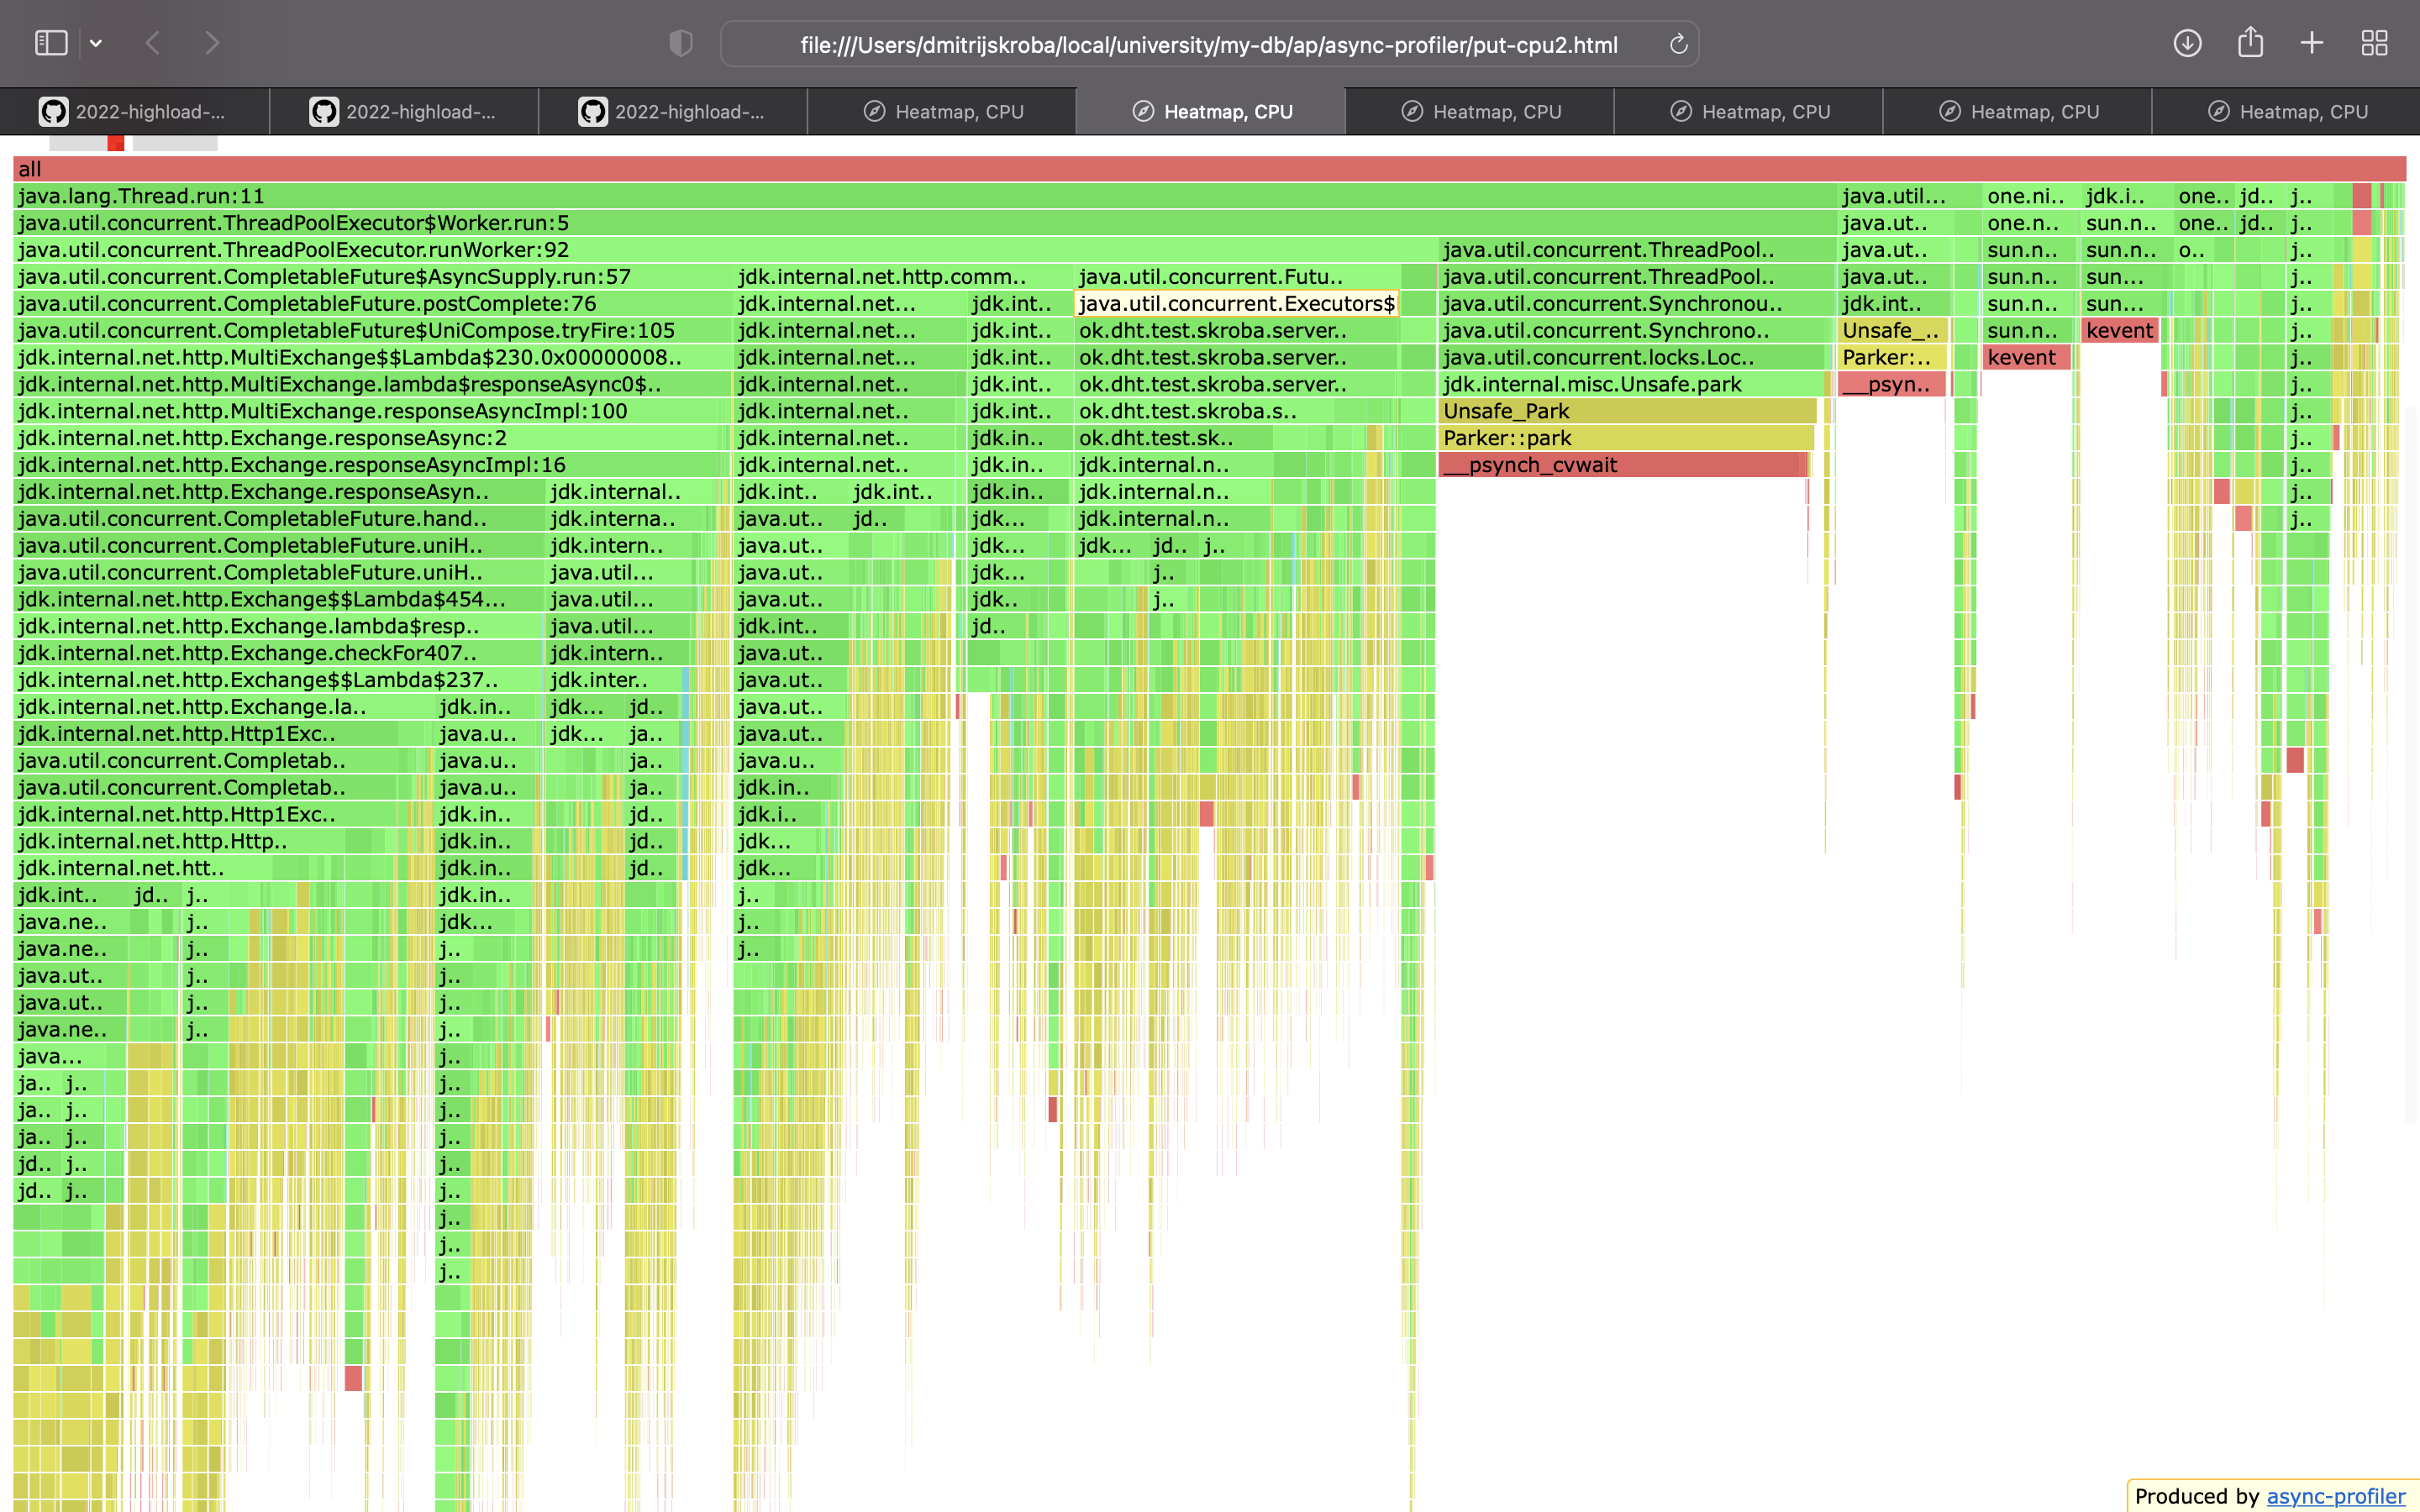 file:///Users/dmitrijskroba/local/university/my-db/ap/async-profiler/put-cpu2.html
2022-highload-... 2022-highload-... 2022-highload-... Heatmap, CPU Heatmap, CPU Heatmap, CPU Heatmap, CPU Heatmap, CPU Heatmap, CPU
all
java.lang.Thread.run:11 java.util... one.ni.. jdk.i.. one.. jd.. j..
java.util.concurrent.ThreadPoolExecutor$Worker.run:5 java.ut.. one.n.. sun.n.. one.. jd.. j..
java.util.concurrent.ThreadPoolExecutor.runWorker:92 java.util.concurrent.ThreadPool.. java.ut.. sun.n.. sun.n.. o.. j..
java.util.concurrent.CompletableFuture$AsyncSupply.run:57 jdk.internal.net.http.comm.. java.util.concurrent.Futu.. java.util.concurrent.ThreadPool.. java.ut.. sun.n.. sun... j..
java.util.concurrent.CompletableFuture.postComplete:76 jdk.internal.net... jdk.int.. java.util.concurrent.Executors$ java.util.concurrent.Synchronou.. jdk.int.. sun.n.. sun... j..
java.util.concurrent.CompletableFuture$UniCompose.tryFire:105 jdk.internal.net... jdk.int.. ok.dht.test.skroba.server.. java.util.concurrent.Synchrono.. Unsafe_.. sun.n.. kevent j..
jdk.internal.net.http.MultiExchange$$Lambda$230.0x00000008.. jdk.internal.net... jdk.int.. ok.dht.test.skroba.server.. java.util.concurrent.locks.Loc.. Parker:.. kevent j..
jdk.internal.net.http.MultiExchange.lambda$responseAsync0$.. jdk.internal.net.. jdk.int.. ok.dht.test.skroba.server.. jdk.internal.misc.Unsafe.park __psyn.. j..
jdk.internal.net.http.MultiExchange.responseAsyncImpl:100 jdk.internal.net.. jdk.int.. ok.dht.test.skroba.s.. Unsafe_Park j..
jdk.internal.net.http.Exchange.responseAsync:2 jdk.internal.net.. jdk.in.. ok.dht.test.sk.. Parker::park j..
jdk.internal.net.http.Exchange.responseAsyncImpl:16 jdk.internal.net.. jdk.in.. jdk.internal.n.. __psynch_cvwait j..
jdk.internal.net.http.Exchange.responseAsyn.. jdk.internal.. jdk.int.. jdk.int.. jdk.in.. jdk.internal.n.. j..
java.util.concurrent.CompletableFuture.hand.. jdk.interna.. java.ut.. jd.. jdk... jdk.internal.n.. j..
java.util.concurrent.CompletableFuture.uniH.. jdk.intern.. java.ut.. jdk... jdk... jd.. j..
java.util.concurrent.CompletableFuture.uniH.. java.util... java.ut.. jdk... j..
jdk.internal.net.http.Exchange$$Lambda$454... java.util... java.ut.. jdk.. j..
jdk.internal.net.http.Exchange.lambda$resp.. java.util... jdk.int.. jd..
jdk.internal.net.http.Exchange.checkFor407.. jdk.intern.. java.ut..
jdk.internal.net.http.Exchange$$Lambda$237.. jdk.inter.. java.ut..
jdk.internal.net.http.Exchange.la.. jdk.in.. jdk... jd.. java.ut..
jdk.internal.net.http.Http1Exc.. java.u.. jdk... ja.. java.ut..
java.util.concurrent.Completab.. java.u.. ja.. java.u..
java.util.concurrent.Completab.. java.u.. ja.. jdk.in..
jdk.internal.net.http.Http1Exc.. jdk.in.. jd.. jdk.i..
jdk.internal.net.http.Http.. jdk.in.. jd.. jdk...
jdk.internal.net.htt.. jdk.in.. jd.. jdk...
jdk.int.. jd.. j.. jdk.in.. j..
java.ne.. j.. jdk... j..
java.ne.. j.. j.. j..
java.ut.. j.. j..
java.ut.. j.. j..
java.ne.. j.. j..
java... j..
ja.. j.. j..
ja.. j.. j..
ja.. j.. j..
jd.. j.. j..
jd.. j.. j..
j..
j..
j..
Produced by async-profiler